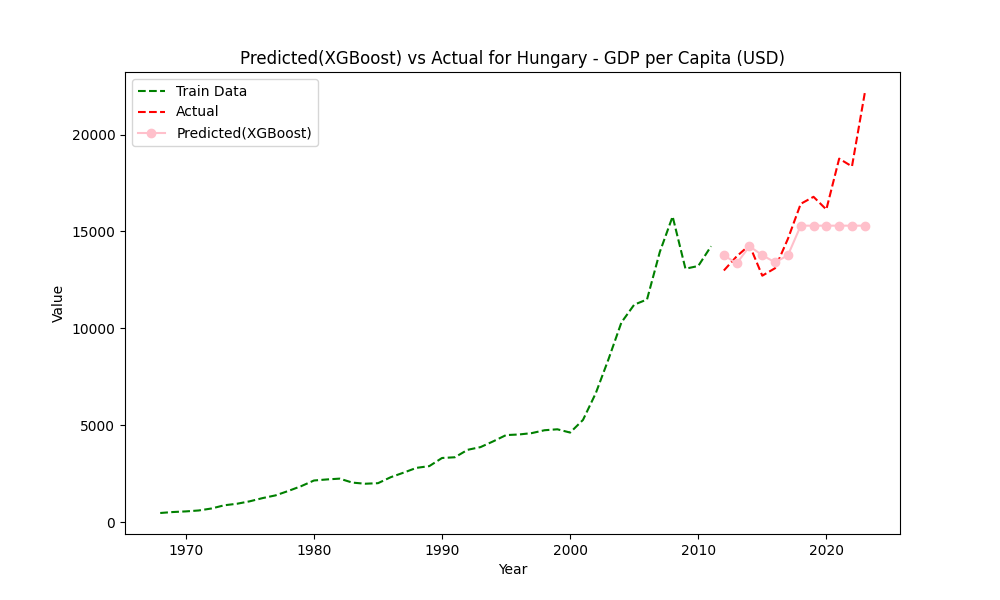 Predicted(XGBoost) vs Actual for Hungary - GDP per Capita (USD)
Train Data
Actual
Predicted(XGBoost)
Value
20000
15000
10000
5000
0
1970 1980 1990 2000 2010 2020
Year